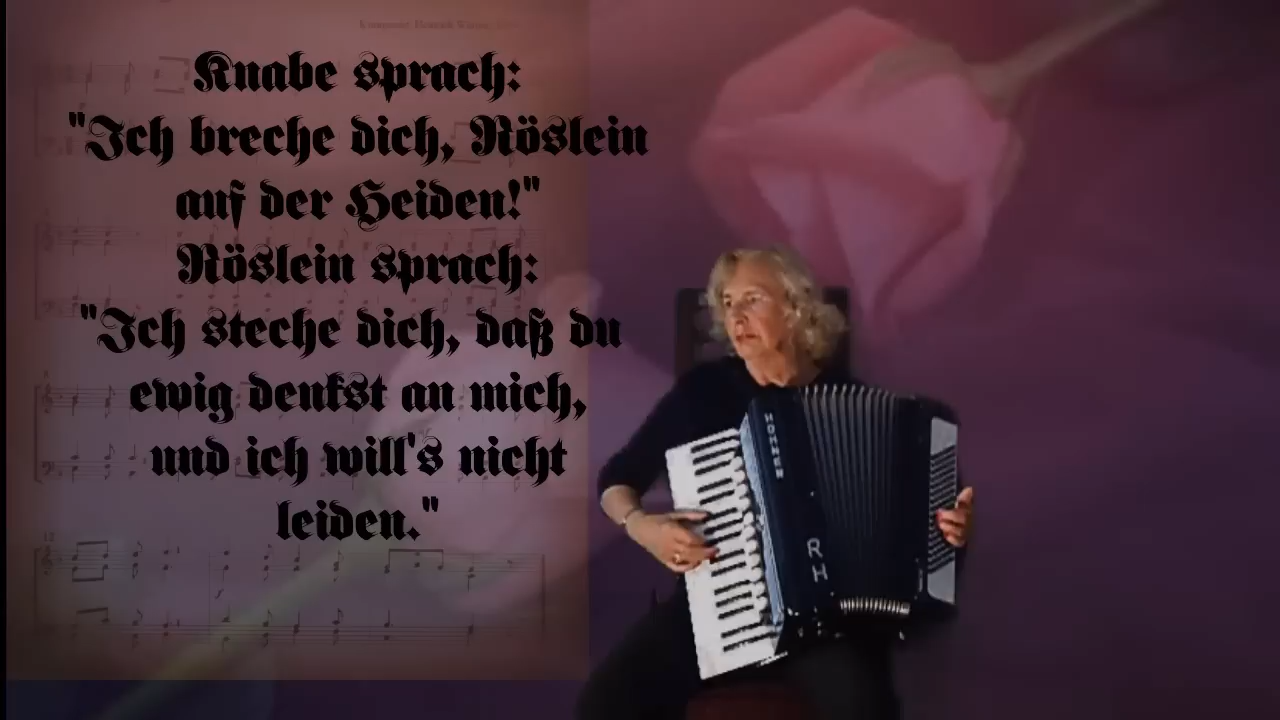 Knabe sprach:
"Ich breche dich, Röslein
auf der Heiden!"
Röslein sprach:
"Ich steche dich, daß du
ewig denkst an mich,
und ich will's nicht
leiden."
HOHNER
RH
12